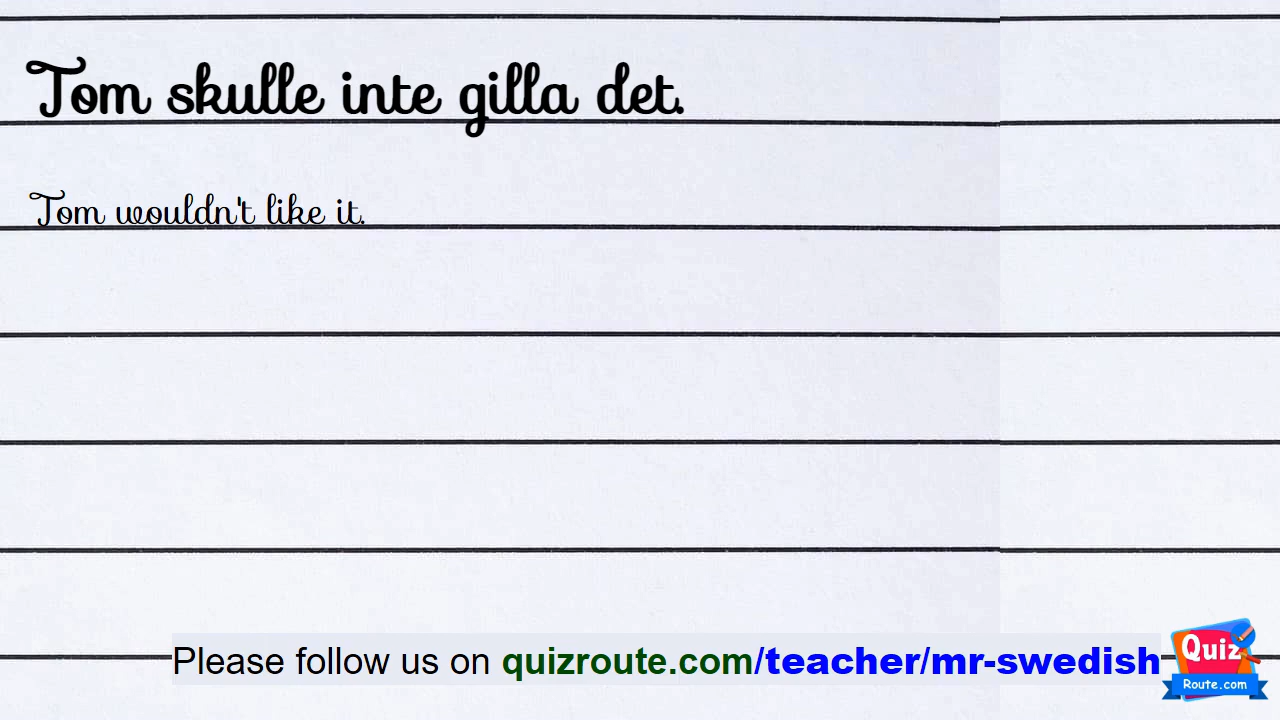 Tom skulle inte gilla det.
Tom wouldn't like it.
Please follow us on quizroute.com/teacher/mr-swedish
Quiz
Route.com